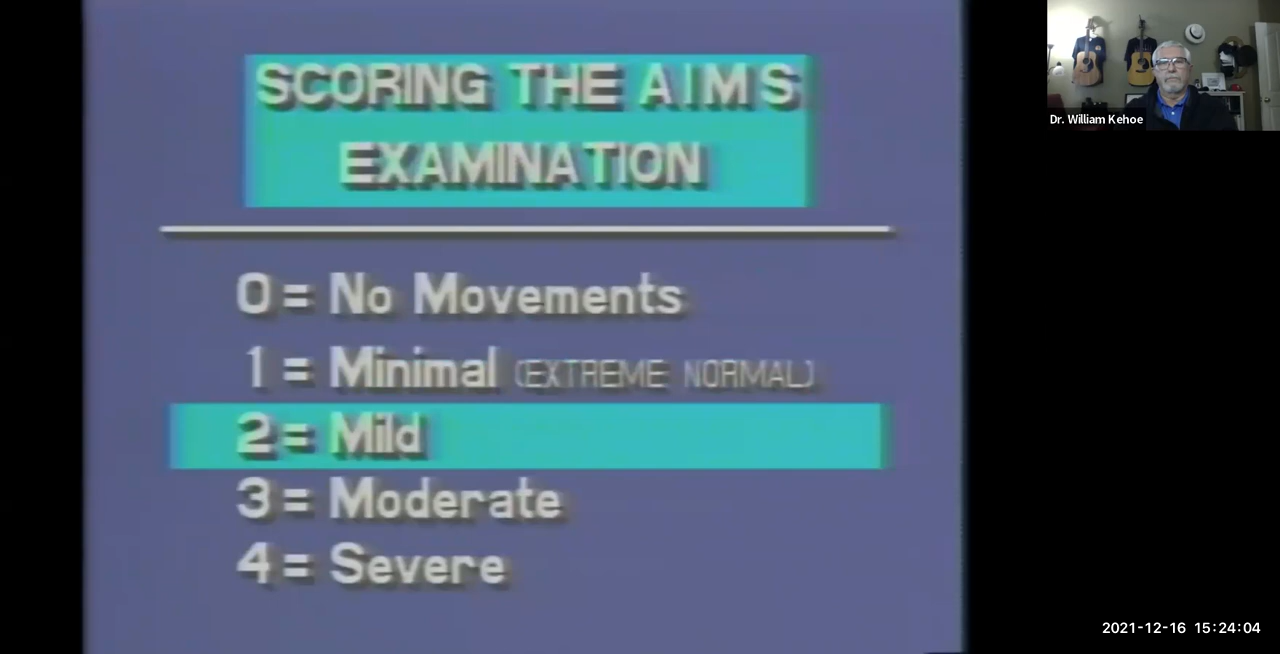 SCORING THE AIMS
EXAMINATION
0 = No Movements
1 = Minimal (EXTREME NORMAL)
2 = Mild
3 = Moderate
4 = Severe
Dr. William Kehoe
2021-12-16 15:24:04